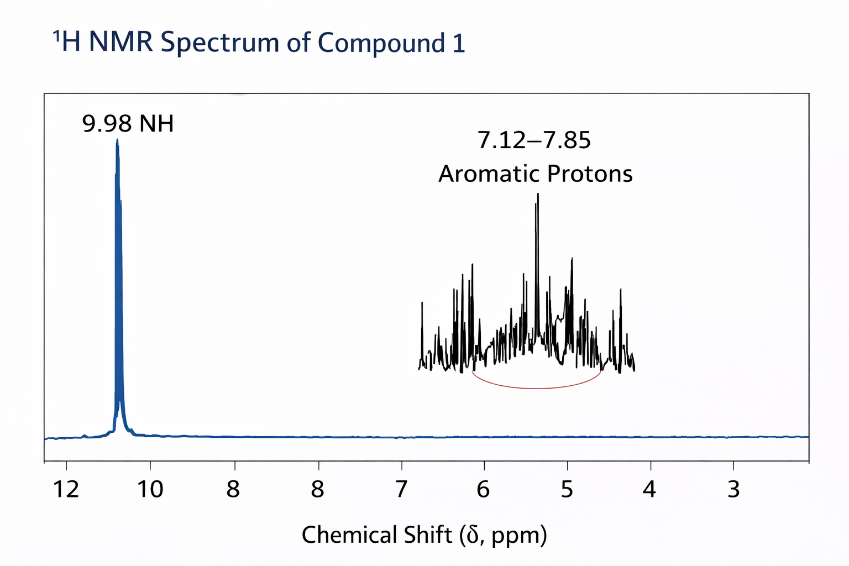 ¹H NMR Spectrum of Compound 1
9.98 NH
7.12–7.85
Aromatic Protons
12 10 8 8 7 6 5 4 3
Chemical Shift (δ, ppm)